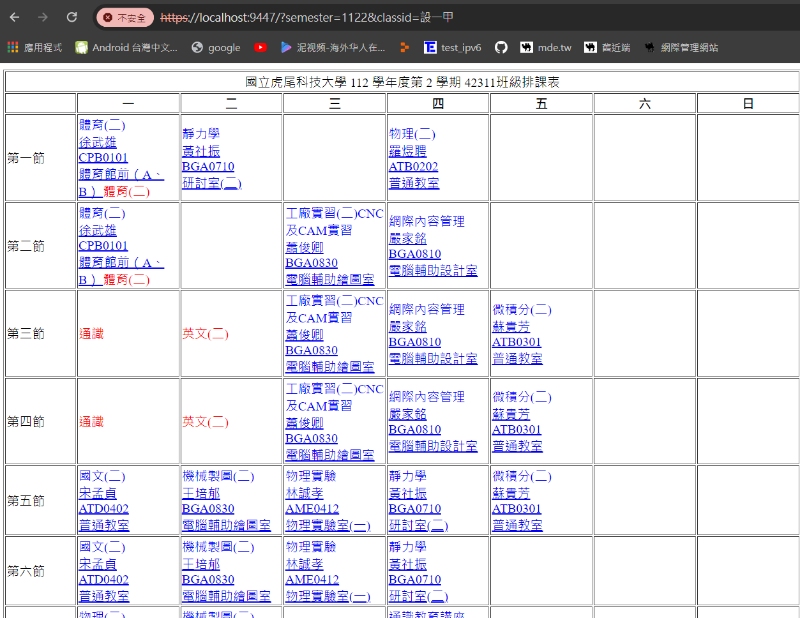 不安全 https://localhost:9447/?semester=1122&classid=設一甲
應用程式 Android 台灣中文... google 泥视频-海外华人在... test_ipv6 mde.tw 舊近端 網際管理網站
國立虎尾科技大學 112 學年度第 2 學期 42311班級排課表
一 二 三 四 五 六 日
第一節
體育(二)
徐武雄
CPB0101
體育館前（A、
B） 體育(二)
靜力學
黃社振
BGA0710
研討室(二)
物理(二)
羅煜聘
ATB0202
普通教室
第二節
體育(二)
徐武雄
CPB0101
體育館前（A、
B） 體育(二)
工廠實習(二)CNC
及CAM實習
蕭俊卿
BGA0830
電腦輔助繪圖室
網際內容管理
嚴家銘
BGA0810
電腦輔助設計室
第三節
通識
英文(二)
工廠實習(二)CNC
及CAM實習
蕭俊卿
BGA0830
電腦輔助繪圖室
網際內容管理
嚴家銘
BGA0810
電腦輔助設計室
微積分(二)
蘇貴芳
ATB0301
普通教室
第四節
通識
英文(二)
工廠實習(二)CNC
及CAM實習
蕭俊卿
BGA0830
電腦輔助繪圖室
網際內容管理
嚴家銘
BGA0810
電腦輔助設計室
微積分(二)
蘇貴芳
ATB0301
普通教室
第五節
國文(二)
宋孟貞
ATD0402
普通教室
機械製圖(二)
王培郁
BGA0830
電腦輔助繪圖室
物理實驗
林誠孝
AME0412
物理實驗室(一)
靜力學
黃社振
BGA0710
研討室(二)
微積分(二)
蘇貴芳
ATB0301
普通教室
第六節
國文(二)
宋孟貞
ATD0402
普通教室
機械製圖(二)
王培郁
BGA0830
電腦輔助繪圖室
物理實驗
林誠孝
AME0412
物理實驗室(一)
靜力學
黃社振
BGA0710
研討室(二)
物理(二)
機械製圖(二)
通識教育講座